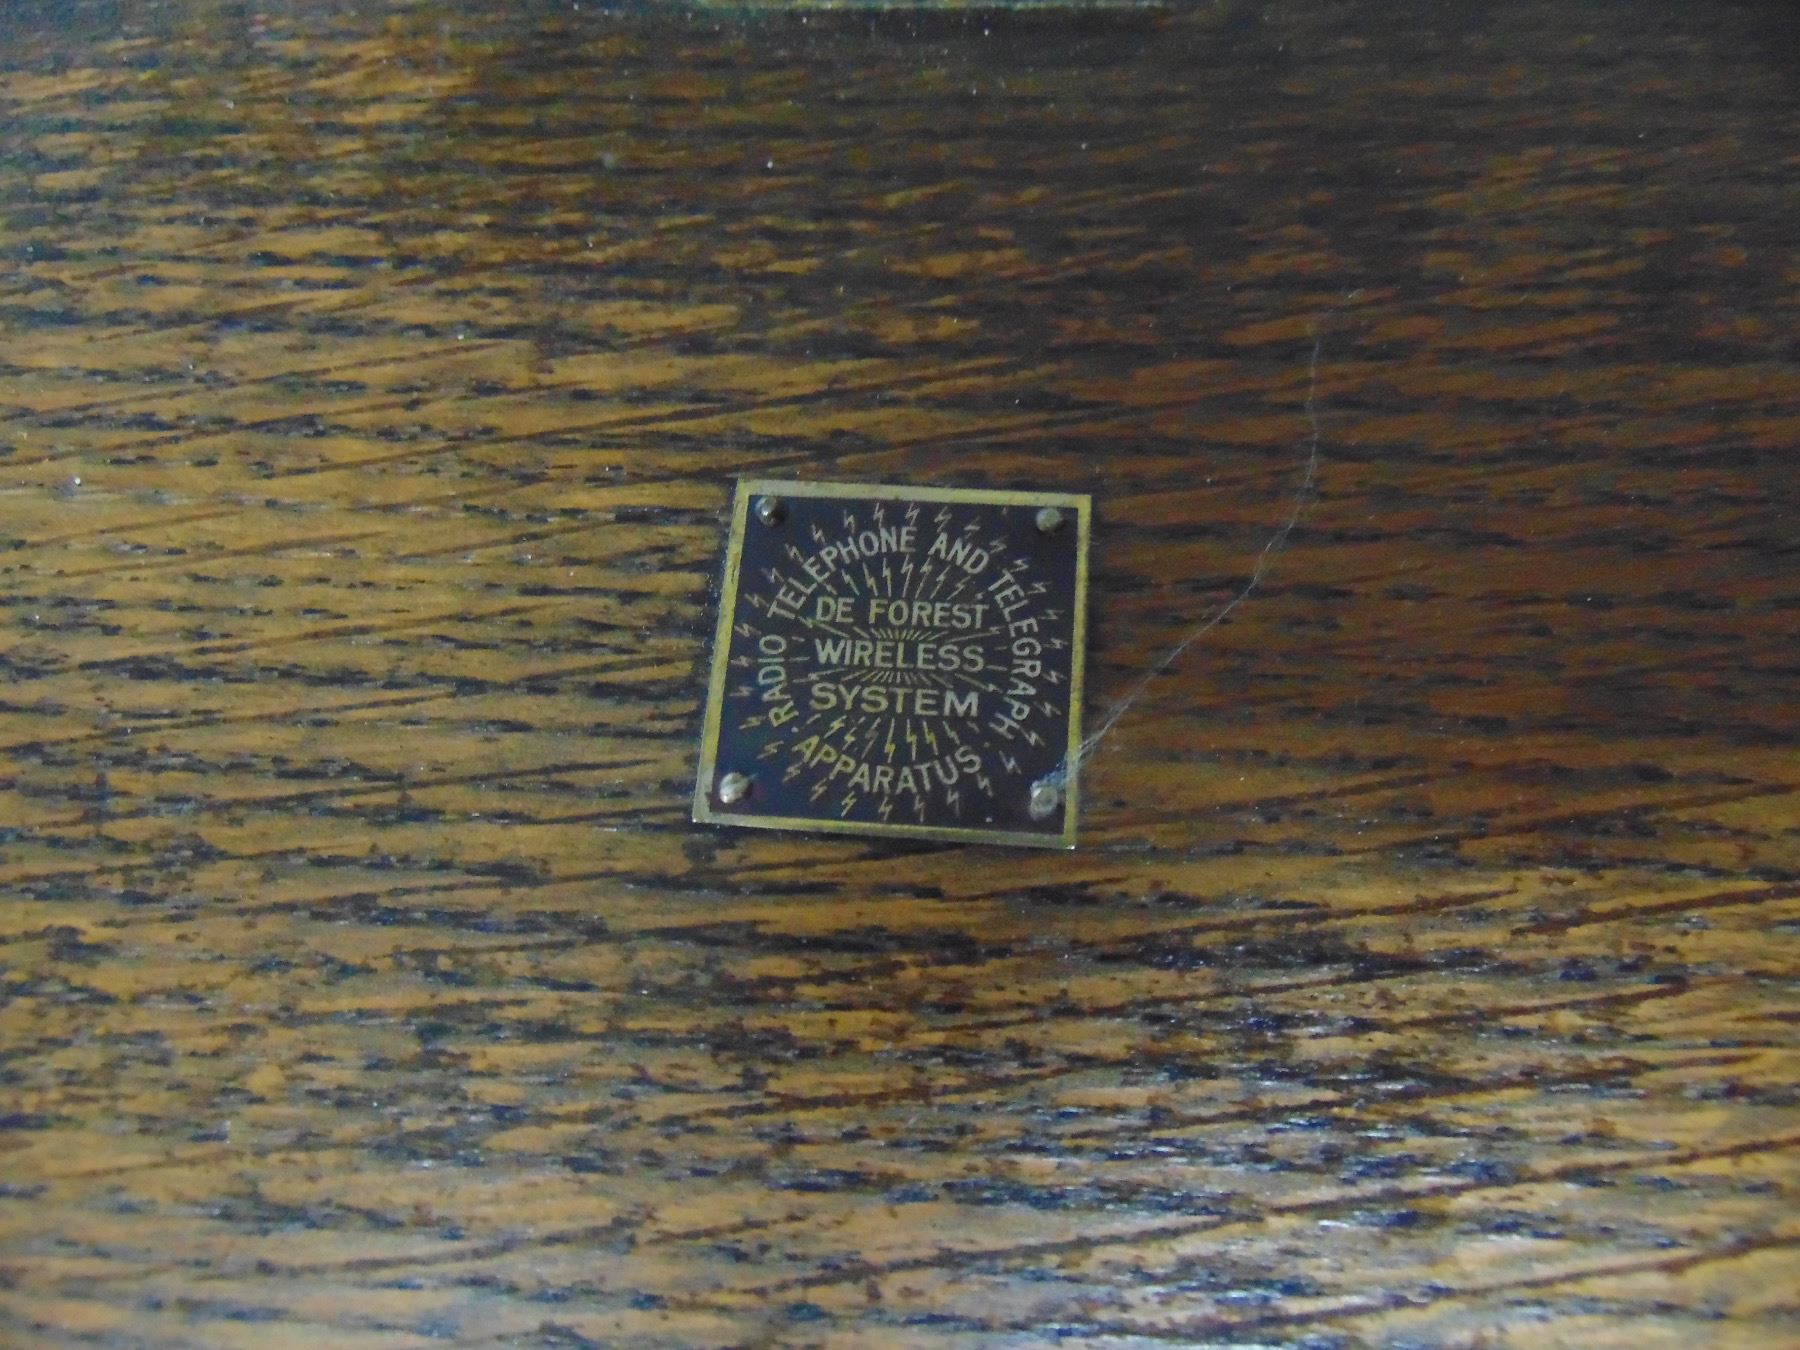 RADIO TELEPHONE AND TELEGRAPH
DE FOREST
WIRELESS
SYSTEM
APPARATUS